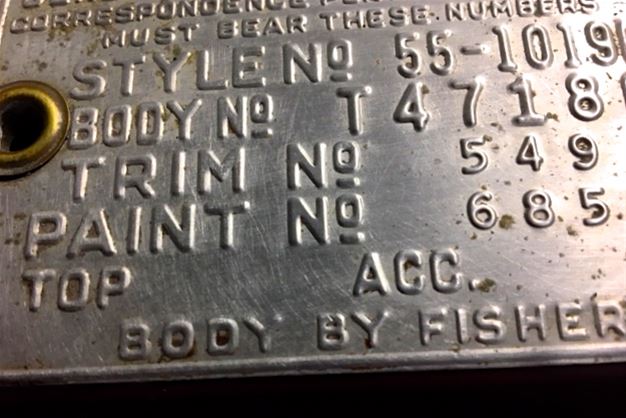 CORRESPONDENCE
MUST BEAR THESE NUMBERS
STYLE Nº 55-1019
BODY Nº T 4718
TRIM Nº 549
PAINT Nº 685
TOP ACC.
BODY BY FISHER